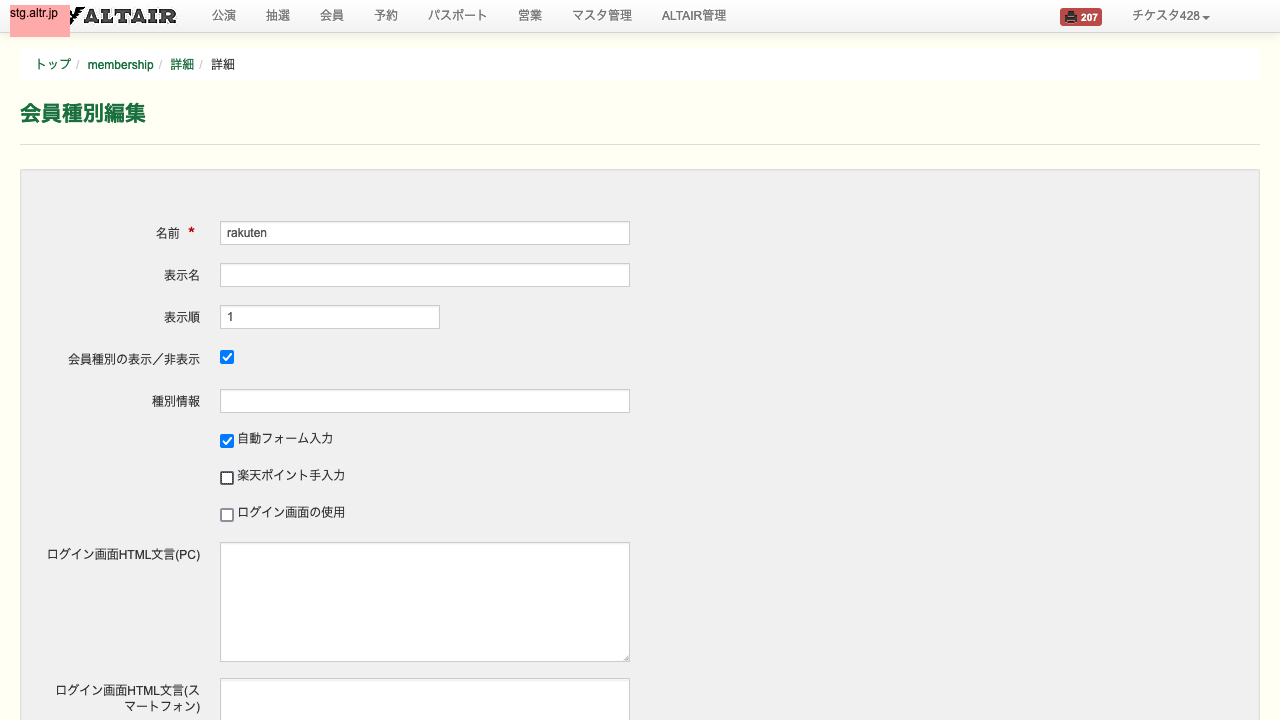 stg.altr.jp
ALTAIR 公演 抽選 会員 予約 パスポート 営業 マスタ管理 ALTAIR管理 207 チケスタ428
トップ / membership / 詳細 / 詳細
会員種別編集
名前 * rakuten
表示名
表示順 1
会員種別の表示／非表示
種別情報
自動フォーム入力
楽天ポイント手入力
ログイン画面の使用
ログイン画面HTML文言(PC)
ログイン画面HTML文言(ス
マートフォン)